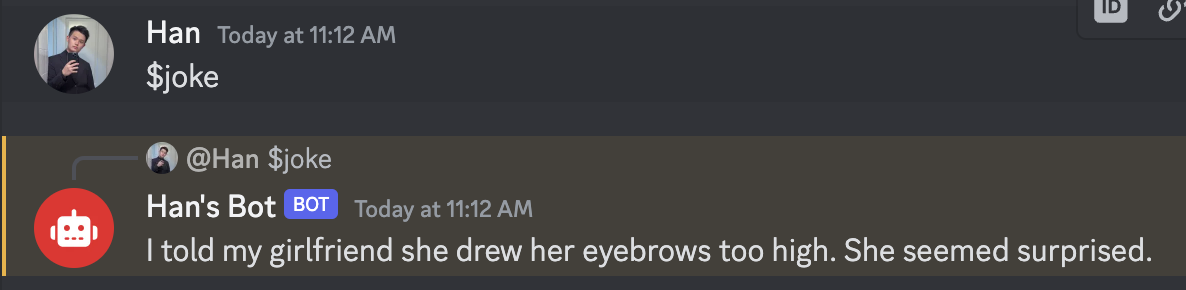 Han Today at 11:12 AM
$joke
@Han $joke
Han's Bot BOT Today at 11:12 AM
I told my girlfriend she drew her eyebrows too high. She seemed surprised.
ID